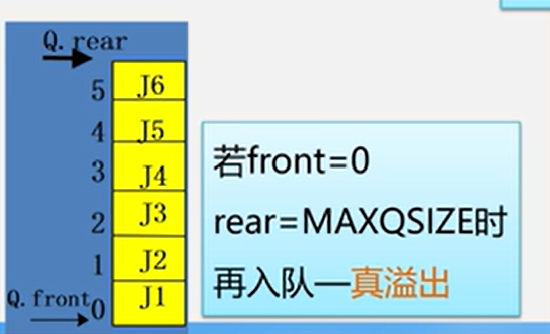 Q.rear
5 J6
4 J5
3 J4
2 J3
1 J2
Q.front 0 J1
若front=0
rear=MAXQSIZE时
再入队—真溢出